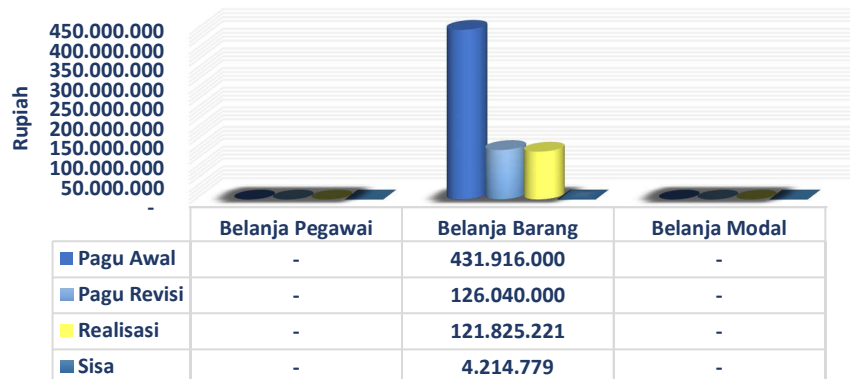 Rupiah
450.000.000
400.000.000
350.000.000
300.000.000
250.000.000
200.000.000
150.000.000
100.000.000
50.000.000
-
Belanja Pegawai Belanja Barang Belanja Modal
Pagu Awal - 431.916.000 -
Pagu Revisi - 126.040.000 -
Realisasi - 121.825.221 -
Sisa - 4.214.779 -